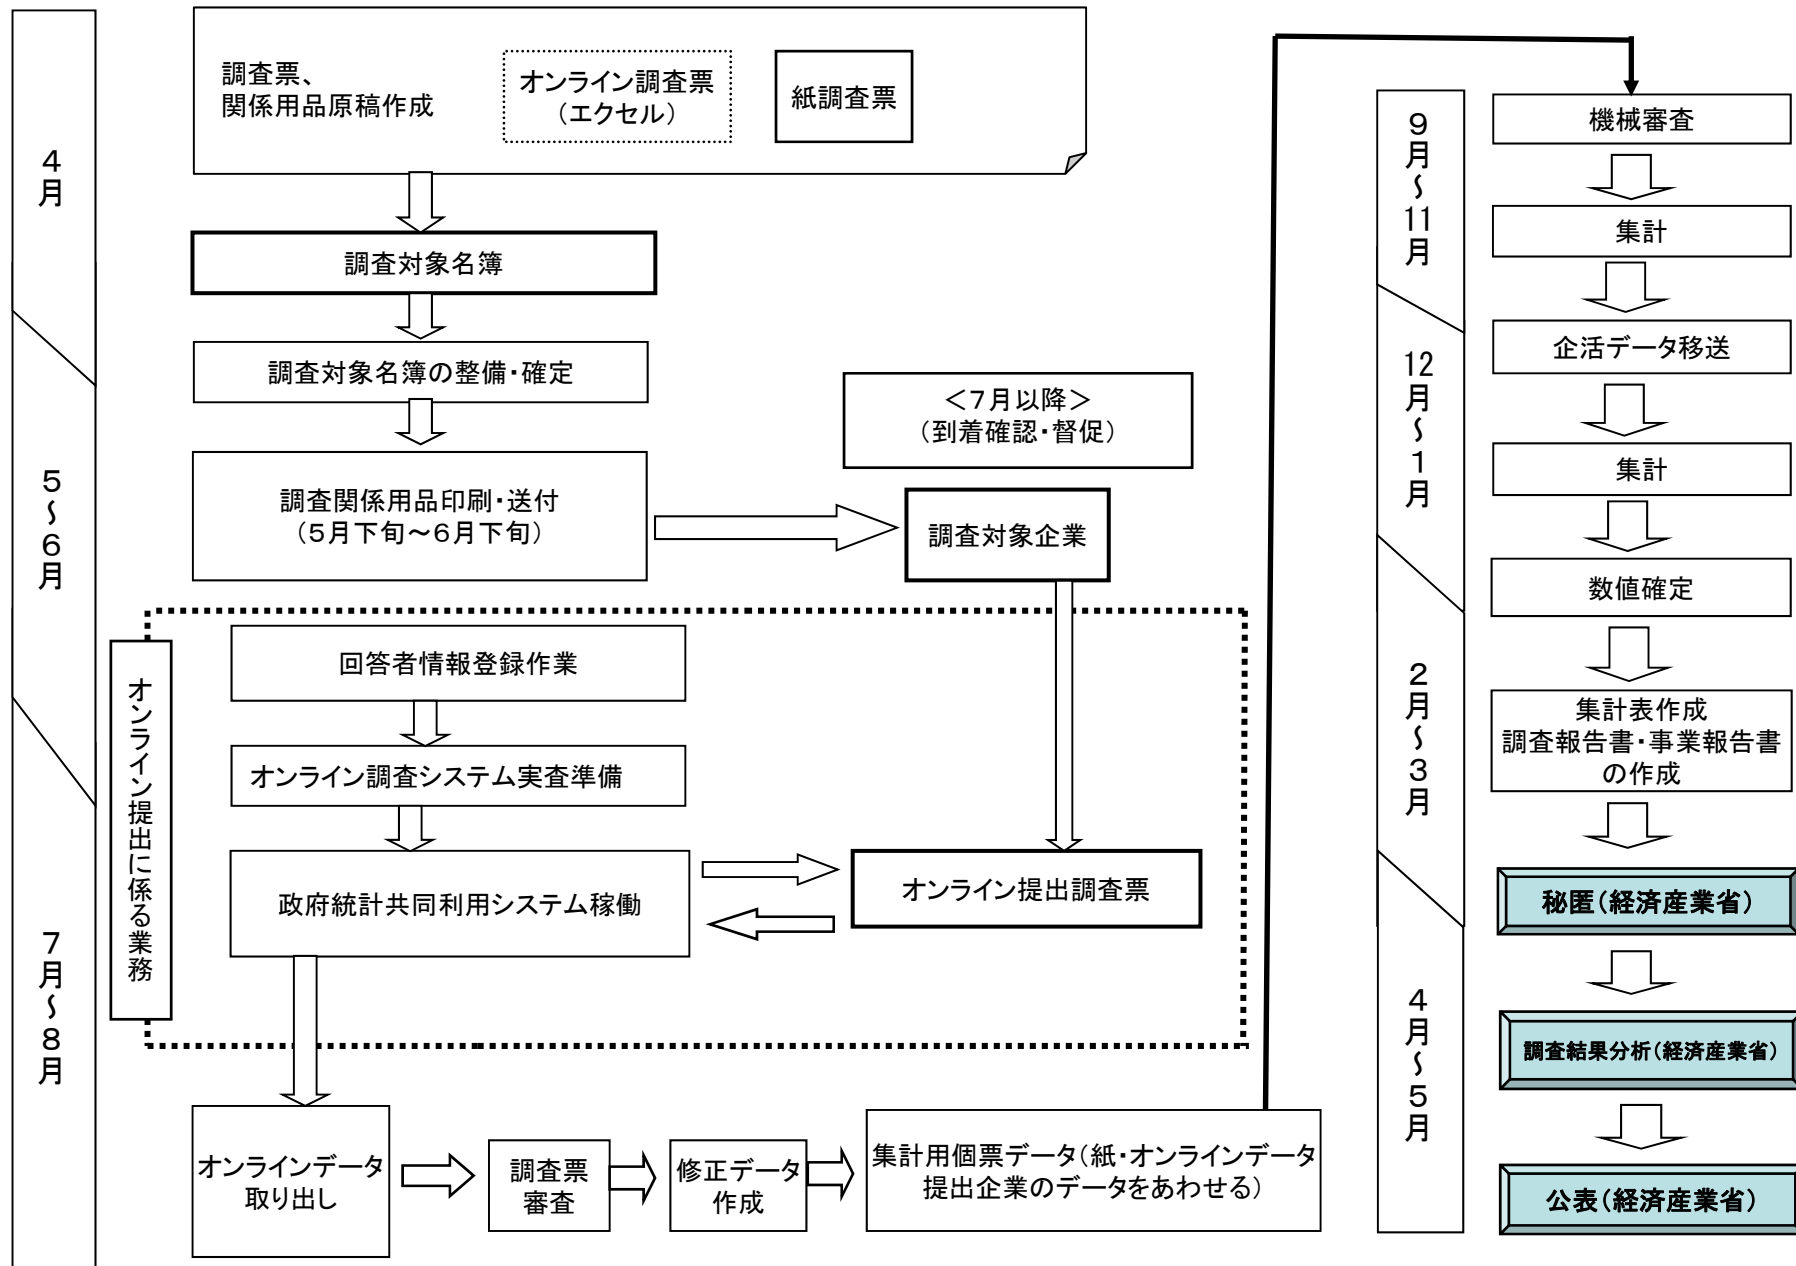 4月
5～6月
7月～8月
調査票、
関係用品原稿作成
オンライン調査票
（エクセル）
紙調査票
調査対象名簿
調査対象名簿の整備・確定
調査関係用品印刷・送付
（５月下旬～６月下旬）
＜７月以降＞
（到着確認・督促）
調査対象企業
オンライン提出に係る業務
回答者情報登録作業
オンライン調査システム実査準備
政府統計共同利用システム稼働
オンライン提出調査票
オンラインデータ
取り出し
調査票
審査
修正データ
作成
集計用個票データ（紙・オンラインデータ
提出企業のデータをあわせる）
9月～11月
12月～1月
2月～3月
4月～5月
機械審査
集計
企活データ移送
集計
数値確定
集計表作成
調査報告書・事業報告書
の作成
秘匿（経済産業省）
調査結果分析（経済産業省）
公表（経済産業省）